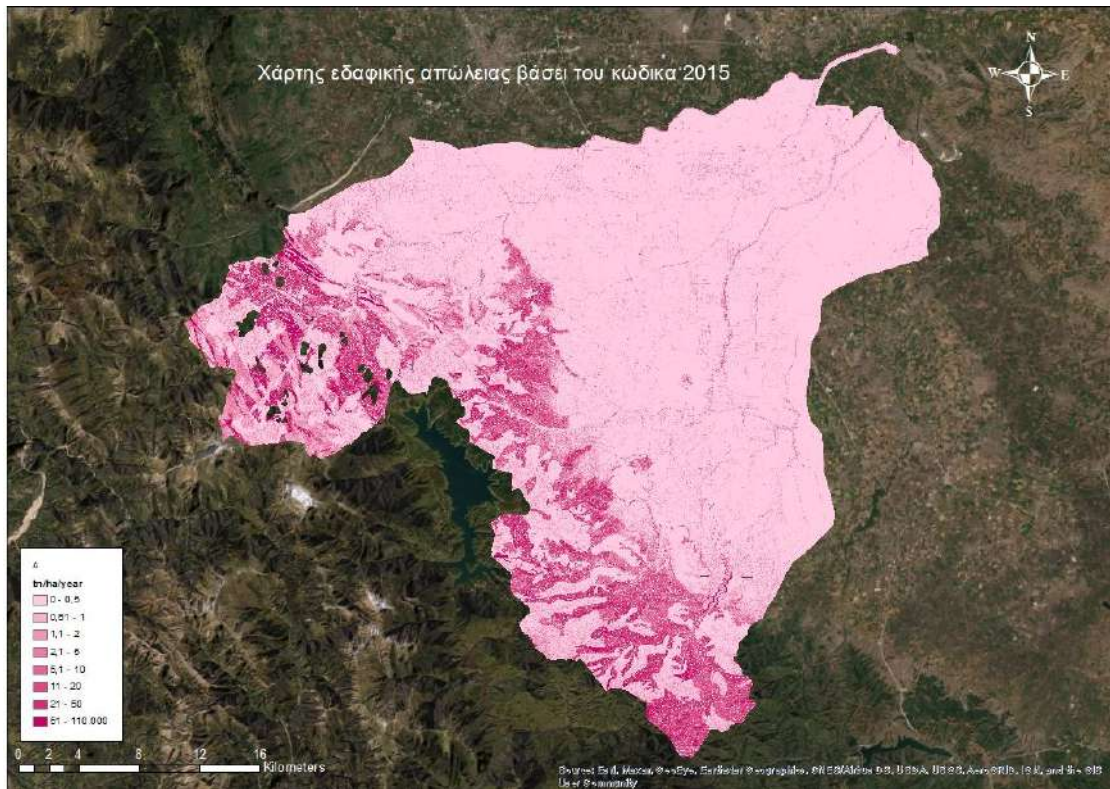 Χάρτης εδαφικής απώλειας βάσει του κώδικα 2015
N
W E
S
A
tn/ha/year
0 - 0,5
0,51 - 1
1,1 - 2
2,1 - 5
5,1 - 10
11 - 20
21 - 50
51 - 110.000
0 2 4 8 12 16
Kilometers
Source: Esri, Maxar, GeoEye, Earthstar Geographics, CNES/Airbus DS, USDA, USGS, AeroGRID, IGN, and the GIS
User Community